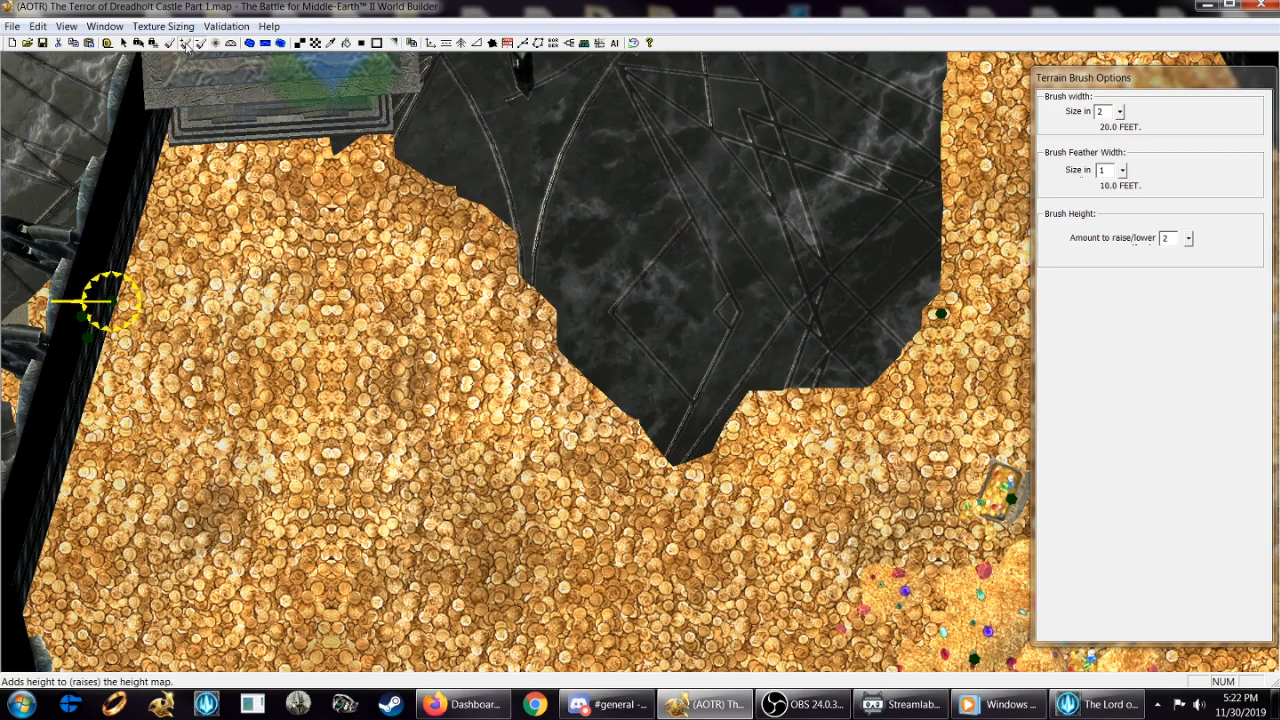 (AOTR) The Terror of Dreadholt Castle Part 1.map - The Battle for Middle-Earth™ II World Builder
File Edit View Window Texture Sizing Validation Help
AI
Terrain Brush Options
Brush width:
Size in 2
20.0 FEET.
Brush Feather Width:
Size in 1
10.0 FEET.
Brush Height:
Amount to raise/lower 2
Adds height to (raises) the height map.
NUM
Dashboar...
#general -...
(AOTR) Th...
OBS 24.0.3...
Streamlab...
Windows ...
The Lord o...
5:22 PM
11/30/2019